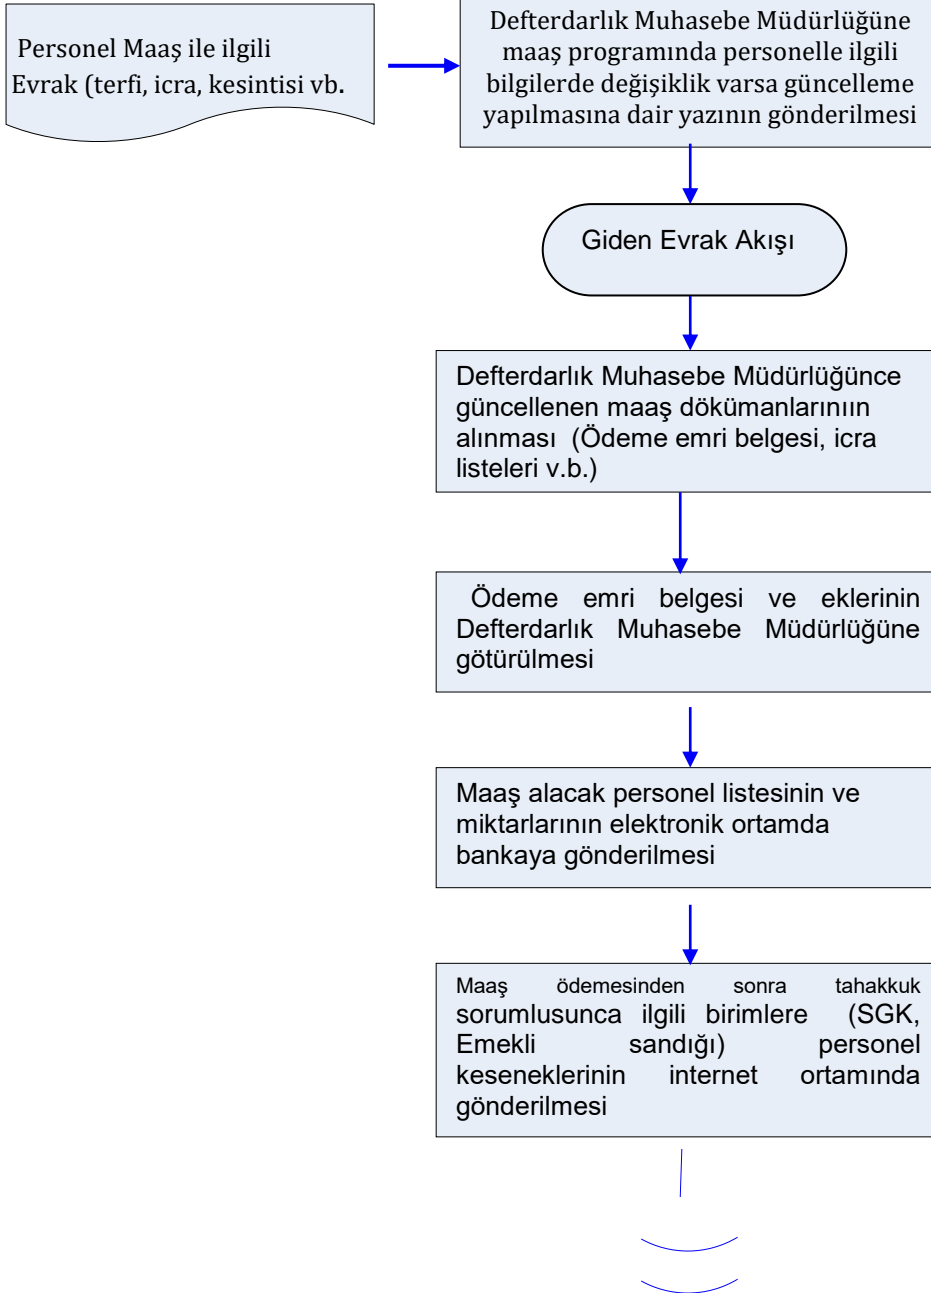 Personel Maaş ile ilgili
Evrak (terfi, icra, kesintisi vb.
Defterdarlık Muhasebe Müdürlüğüne
maaş programında personelle ilgili
bilgilerde değişiklik varsa güncelleme
yapılmasına dair yazının gönderilmesi
Giden Evrak Akışı
Defterdarlık Muhasebe Müdürlüğünce
güncellenen maaş dökümanlarınıın
alınması (Ödeme emri belgesi, icra
listeleri v.b.)
Ödeme emri belgesi ve eklerinin
Defterdarlık Muhasebe Müdürlüğüne
götürülmesi
Maaş alacak personel listesinin ve
miktarlarının elektronik ortamda
bankaya gönderilmesi
Maaş ödemesinden sonra tahakkuk
sorumlusunca ilgili birimlere (SGK,
Emekli sandığı) personel
keseneklerinin internet ortamında
gönderilmesi